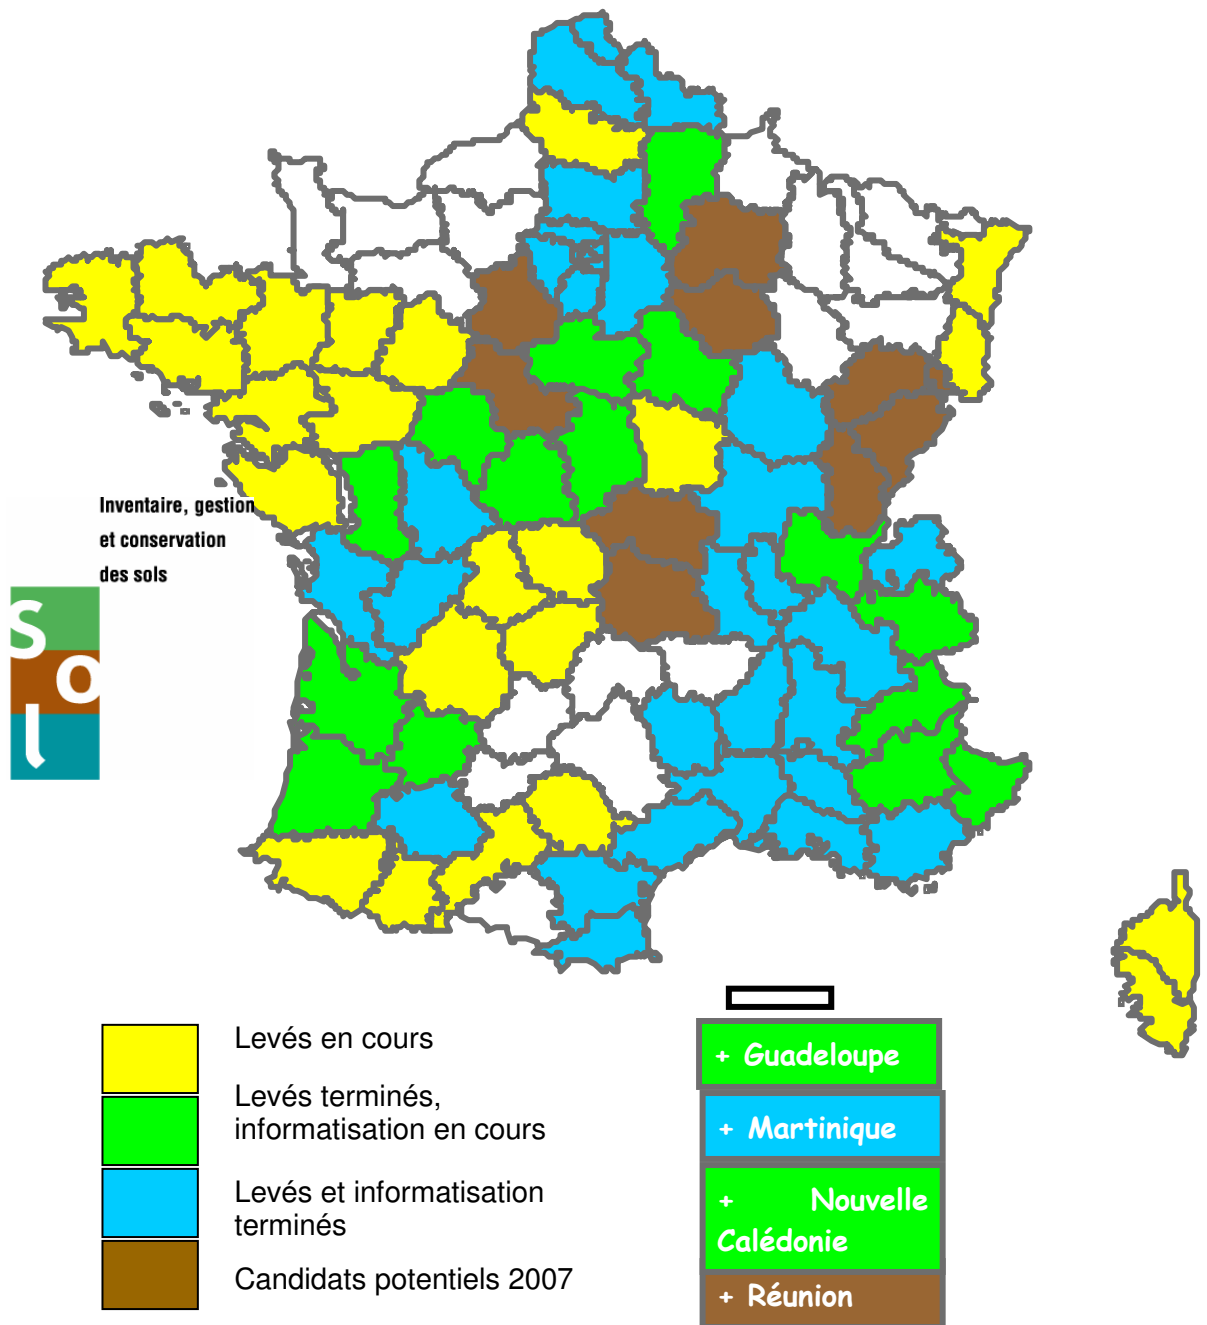 Inventaire, gestion
et conservation
des sols
S
o
l
Levés en cours
Levés terminés,
informatisation en cours
Levés et informatisation
terminés
Candidats potentiels 2007
+ Guadeloupe
+ Martinique
+ Nouvelle
Calédonie
+ Réunion